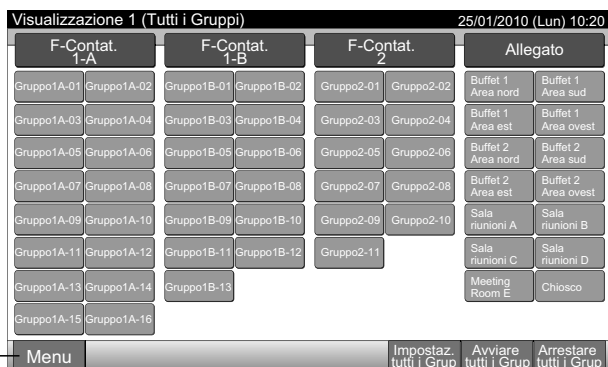 Visualizzazione 1 (Tutti i Gruppi) 25/01/2010 (Lun) 10:20
F-Contat. 1-A
F-Contat. 1-B
F-Contat. 2
Allegato
Gruppo1A-01 Gruppo1A-02 Gruppo1B-01 Gruppo1B-02 Gruppo2-01 Gruppo2-02 Buffet 1 Area nord Buffet 1 Area sud
Gruppo1A-03 Gruppo1A-04 Gruppo1B-03 Gruppo1B-04 Gruppo2-03 Gruppo2-04 Buffet 1 Area est Buffet 1 Area ovest
Gruppo1A-05 Gruppo1A-06 Gruppo1B-05 Gruppo1B-06 Gruppo2-05 Gruppo2-06 Buffet 2 Area nord Buffet 2 Area sud
Gruppo1A-07 Gruppo1A-08 Gruppo1B-07 Gruppo1B-08 Gruppo2-07 Gruppo2-08 Buffet 2 Area est Buffet 2 Area ovest
Gruppo1A-09 Gruppo1A-10 Gruppo1B-09 Gruppo1B-10 Gruppo2-09 Gruppo2-10 Sala riunioni A Sala riunioni B
Gruppo1A-11 Gruppo1A-12 Gruppo1B-11 Gruppo1B-12 Gruppo2-11 Sala riunioni C Sala riunioni D
Gruppo1A-13 Gruppo1A-14 Gruppo1B-13 Meeting Room E Chiosco
Gruppo1A-15 Gruppo1A-16
Menu Impostaz. tutti i Grup Avviare tutti i Grup Arrestare tutti i Grup